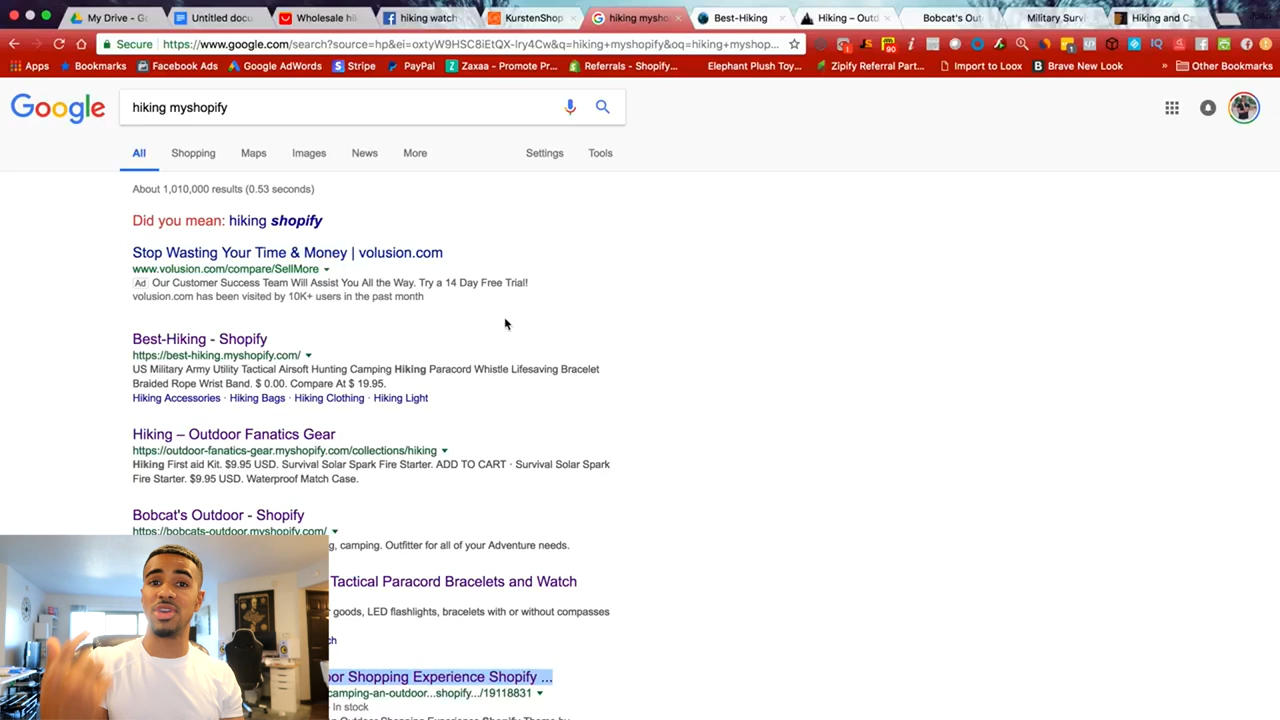 My Drive - G
Untitled docu
Wholesale hi
hiking watch
KurstenShop
hiking mysho
Best-Hiking
Hiking – Outd
Bobcat's Out
Military Survi
Hiking and C
Secure
https://www.google.com/search?source=hp&ei=oxtyW9HSC8iEtQX-lry4Cw&q=hiking+myshopify&oq=hiking+myshop...
Apps
Bookmarks
Facebook Ads
Google AdWords
Stripe
PayPal
Zaxaa – Promote Pr...
Referrals - Shopify...
Elephant Plush Toy...
Zipify Referral Part...
Import to Loox
Brave New Look
»
Other Bookmarks
Google
hiking myshopify
All
Shopping
Maps
Images
News
More
Settings
Tools
About 1,010,000 results (0.53 seconds)
Did you mean: hiking shopify
Stop Wasting Your Time & Money | volusion.com
www.volusion.com/compare/SellMore
Ad Our Customer Success Team Will Assist You All the Way. Try a 14 Day Free Trial!
volusion.com has been visited by 10K+ users in the past month
Best-Hiking - Shopify
https://best-hiking.myshopify.com/
US Military Army Utility Tactical Airsoft Hunting Camping Hiking Paracord Whistle Lifesaving Bracelet
Braided Rope Wrist Band. $ 0.00. Compare At $ 19.95.
Hiking Accessories · Hiking Bags · Hiking Clothing · Hiking Light
Hiking – Outdoor Fanatics Gear
https://outdoor-fanatics-gear.myshopify.com/collections/hiking
Hiking First aid Kit. $9.95 USD. Survival Solar Spark Fire Starter. ADD TO CART · Survival Solar Spark
Fire Starter. $9.95 USD. Waterproof Match Case.
Bobcat's Outdoor - Shopify
https://bobcats-outdoor.myshopify.com/
g, camping. Outfitter for all of your Adventure needs.
Tactical Paracord Bracelets and Watch
goods, LED flashlights, bracelets with or without compasses
ch
or Shopping Experience Shopify ...
camping-an-outdoor...shopify.../19118831
In stock